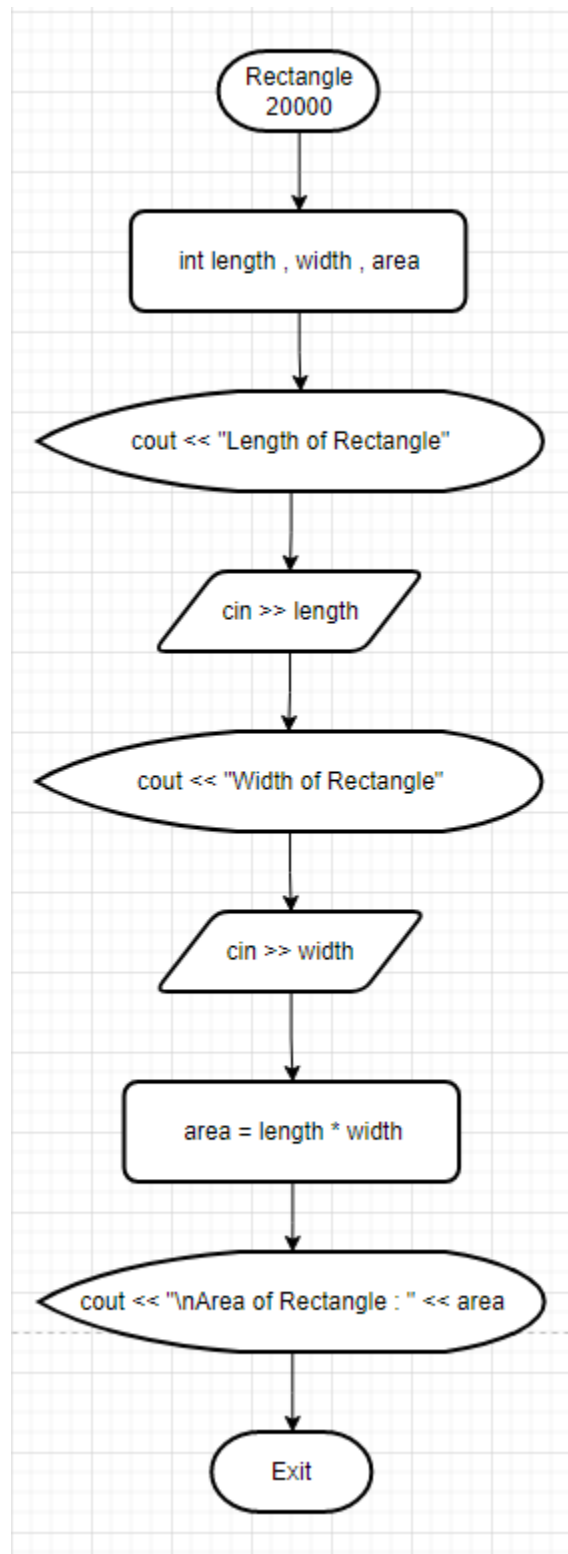 Rectangle
20000
int length , width , area
cout << "Length of Rectangle"
cin >> length
cout << "Width of Rectangle"
cin >> width
area = length * width
cout << "\nArea of Rectangle : " << area
Exit